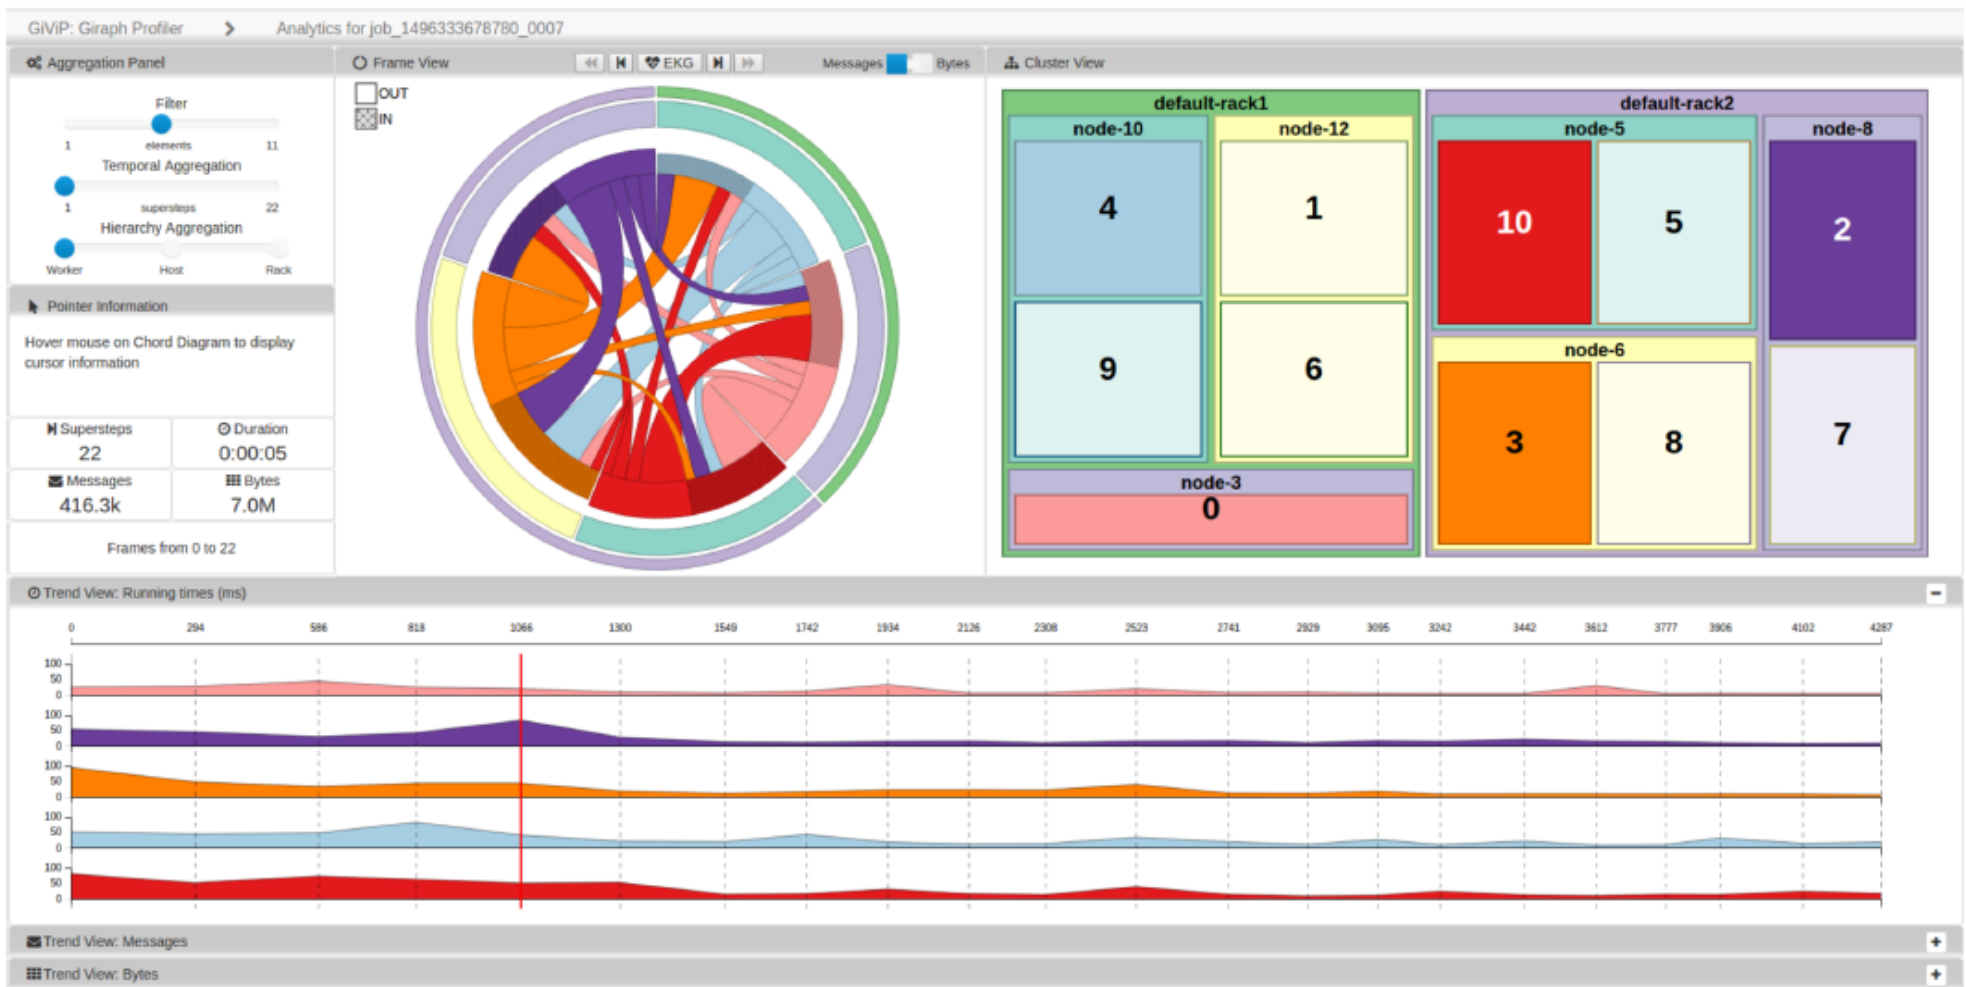 GiViP: Giraph Profiler
Analytics for job_1496333678780_0007
Aggregation Panel
Filter
1 elements 11
Temporal Aggregation
1 supersteps 22
Hierarchy Aggregation
Worker Host Rack
Pointer Information
Hover mouse on Chord Diagram to display
cursor information
Supersteps
22
Duration
0:00:05
Messages
416.3k
Bytes
7.0M
Frames from 0 to 22
Frame View
EKG
Messages Bytes
OUT
IN
Cluster View
default-rack1
node-10
4
9
node-12
1
6
node-3
0
default-rack2
node-5
10
5
node-8
2
7
node-6
3
8
Trend View: Running times (ms)
0 294 586 818 1066 1300 1549 1742 1934 2126 2308 2523 2741 2929 3095 3242 3442 3612 3777 3906 4102 4287
100
50
0
100
50
0
100
50
0
100
50
0
100
50
0
Trend View: Messages
Trend View: Bytes